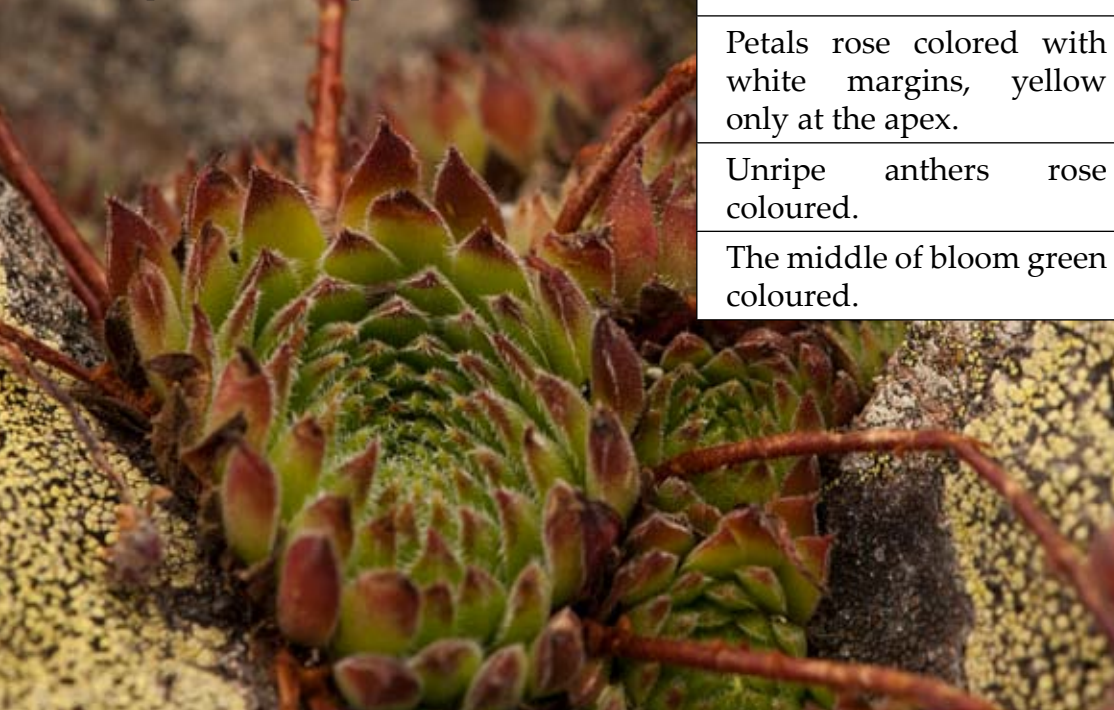 Petals rose colored with
white margins, yellow
only at the apex.
Unripe anthers rose
coloured.
The middle of bloom green
coloured.